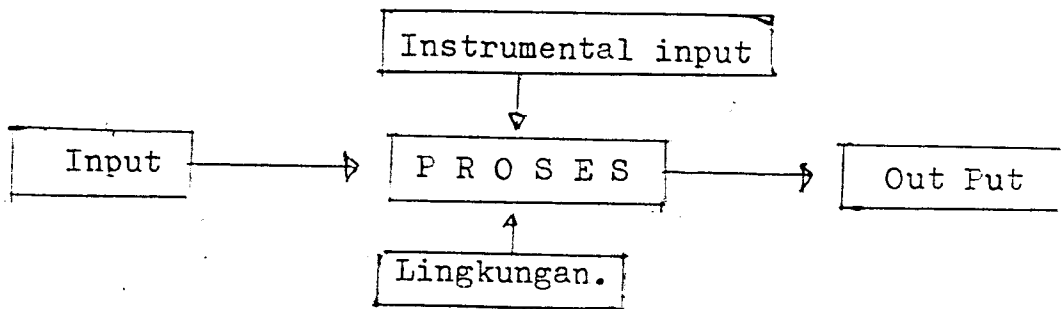 Instrumental input
Input
P R O S E S
Out Put
Lingkungan.